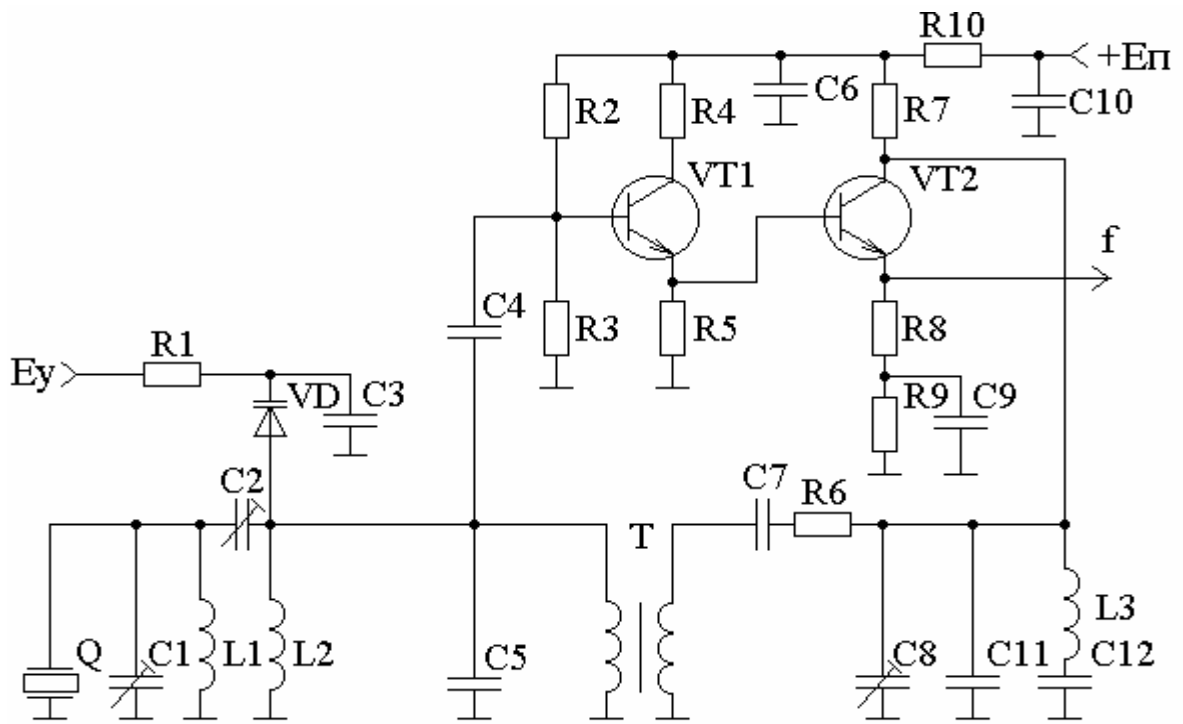 R10
+Eп
R2
R4
C6
R7
C10
VT1
VT2
f
C4
R3
R5
R8
Eу
R1
VD
C3
R9
C9
C2
T
C7
R6
Q
C1
L1
L2
C5
C8
C11
L3
C12